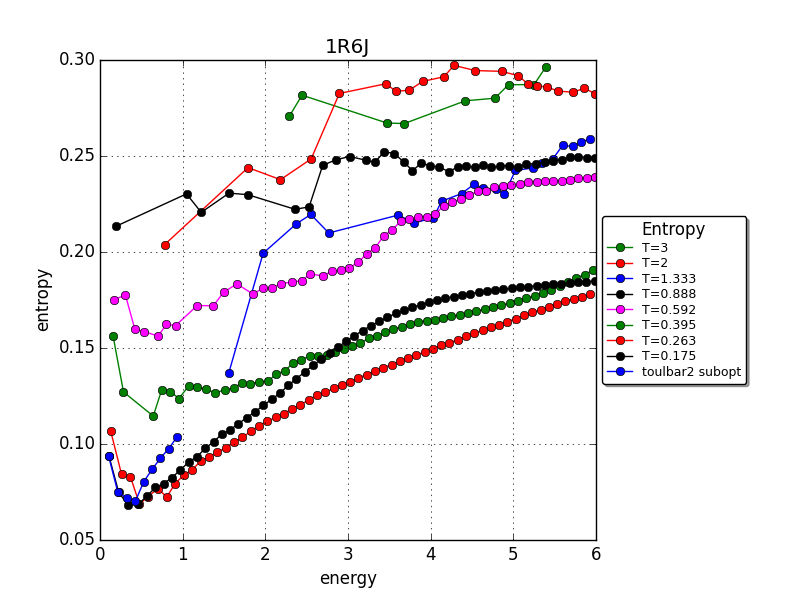 1R6J
0.30
0.25
0.20
0.15
0.10
0.05
entropy
0 1 2 3 4 5 6
energy
Entropy
T=3
T=2
T=1.333
T=0.888
T=0.592
T=0.395
T=0.263
T=0.175
toulbar2 subopt